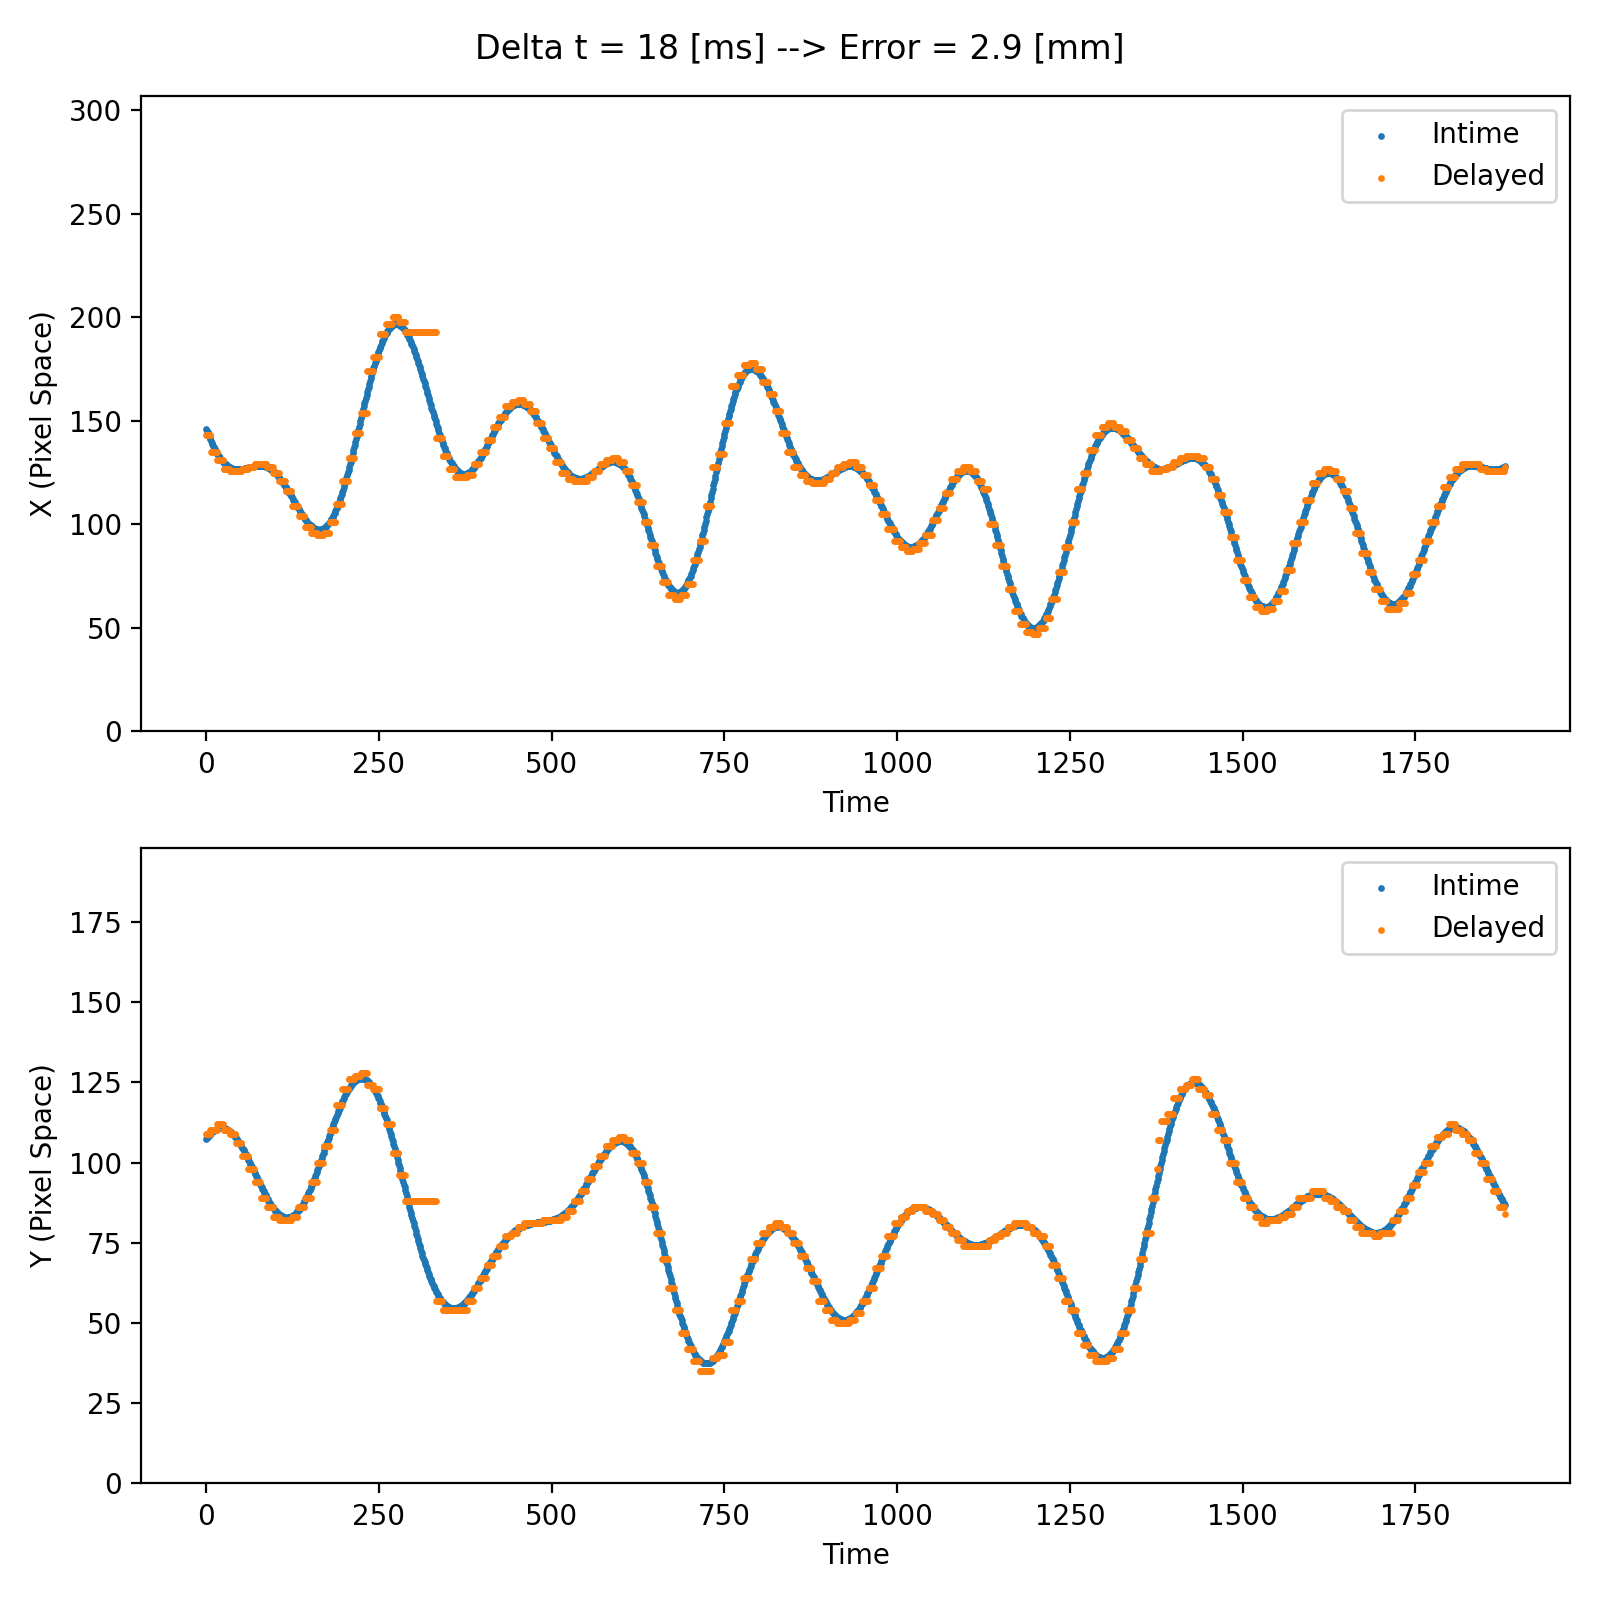 Delta t = 18 [ms] --> Error = 2.9 [mm]
300
250
200
150
100
50
0
X (Pixel Space)
Intime
Delayed
0 250 500 750 1000 1250 1500 1750
Time
175
150
125
100
75
50
25
0
Y (Pixel Space)
Intime
Delayed
0 250 500 750 1000 1250 1500 1750
Time